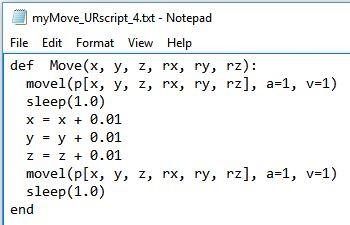 myMove_URscript_4.txt - Notepad
File Edit Format View Help
def  Move(x, y, z, rx, ry, rz):
  movel(p[x, y, z, rx, ry, rz], a=1, v=1)
  sleep(1.0)
  x = x + 0.01
  y = y + 0.01
  z = z + 0.01
  movel(p[x, y, z, rx, ry, rz], a=1, v=1)
  sleep(1.0)
end